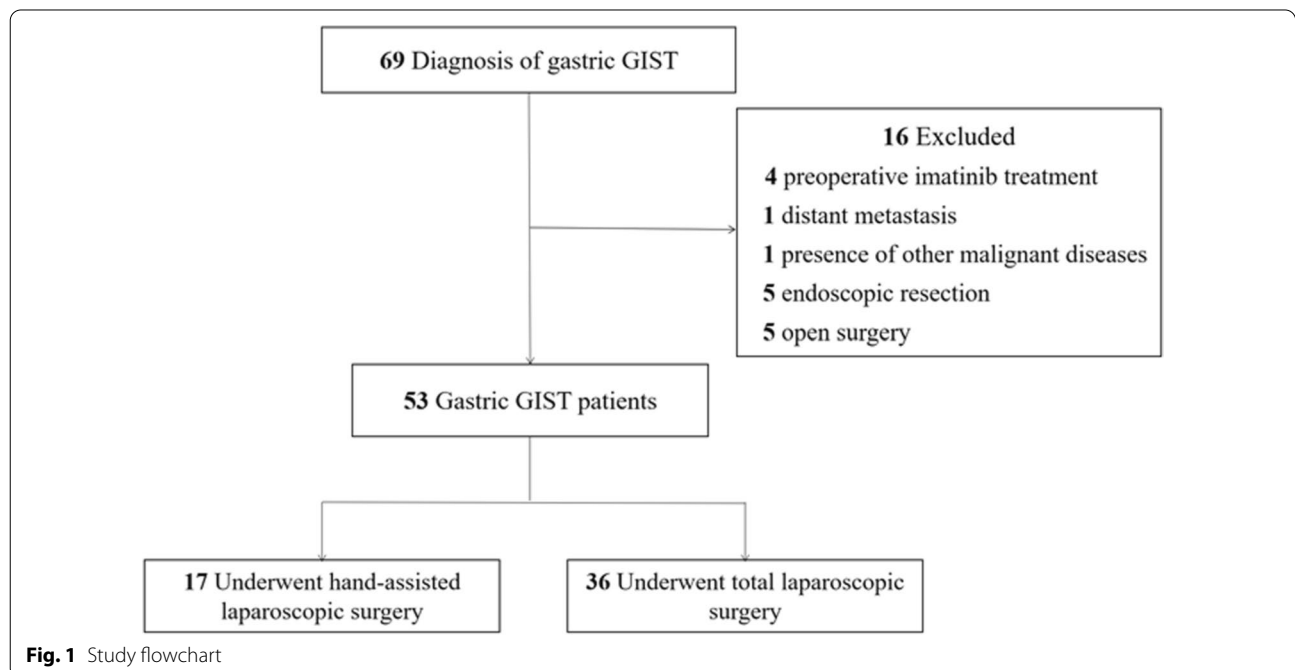 69 Diagnosis of gastric GIST
16 Excluded
4 preoperative imatinib treatment
1 distant metastasis
1 presence of other malignant diseases
5 endoscopic resection
5 open surgery
53 Gastric GIST patients
17 Underwent hand-assisted
laparoscopic surgery
36 Underwent total laparoscopic
surgery
Fig. 1 Study flowchart